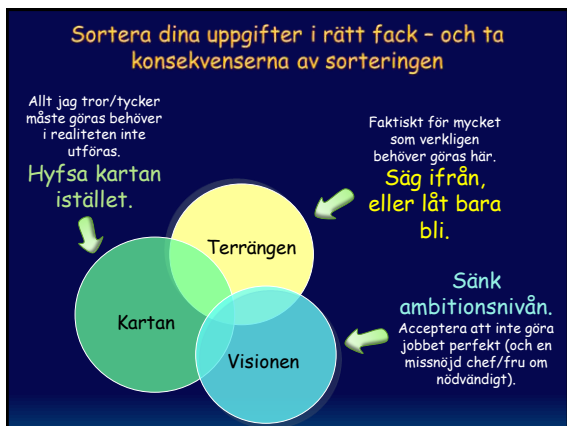 Sortera dina uppgifter i rätt fack – och ta
konsekvenserna av sorteringen
Allt jag tror/tycker
måste göras behöver
i realiteten inte
utföras.
Hyfsa kartan
istället.
Faktiskt för mycket
som verkligen
behöver göras här.
Säg ifrån,
eller låt bara
bli.
Terrängen
Kartan
Visionen
Sänk
ambitionsnivån.
Acceptera att inte göra
jobbet perfekt (och en
missnöjd chef/fru om
nödvändigt).